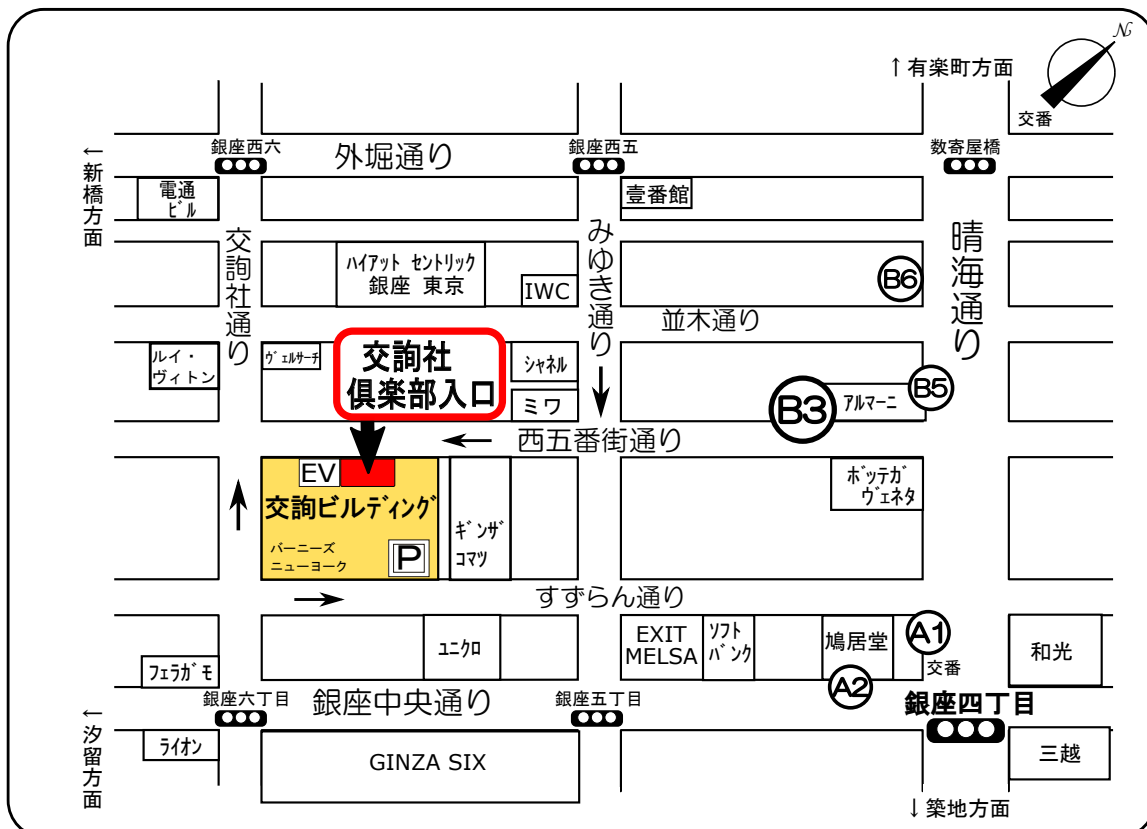 N
↑有楽町方面
交番
銀座西六
銀座西五
数寄屋橋
外堀通り
←新橋方面
電通
ビル
壹番館
交詢社通り
みゆき通り
晴海通り
ハイアット セントリック
銀座 東京
IWC
B6
並木通り
ルイ・
ヴィトン
ヴェルサーチ
交詢社
倶楽部入口
シャネル
ミワ
B3
アルマーニ
B5
西五番街通り
EV
交詢ビルディング
バーニーズ
ニューヨーク
P
ギンザ
コマツ
ボッテガ
ヴェネタ
すずらん通り
ユニクロ
EXIT
MELSA
ソフト
バンク
鳩居堂
A1
交番
A2
和光
フェラガモ
銀座六丁目
銀座中央通り
銀座五丁目
銀座四丁目
←汐留方面
ライオン
GINZA SIX
三越
↓築地方面